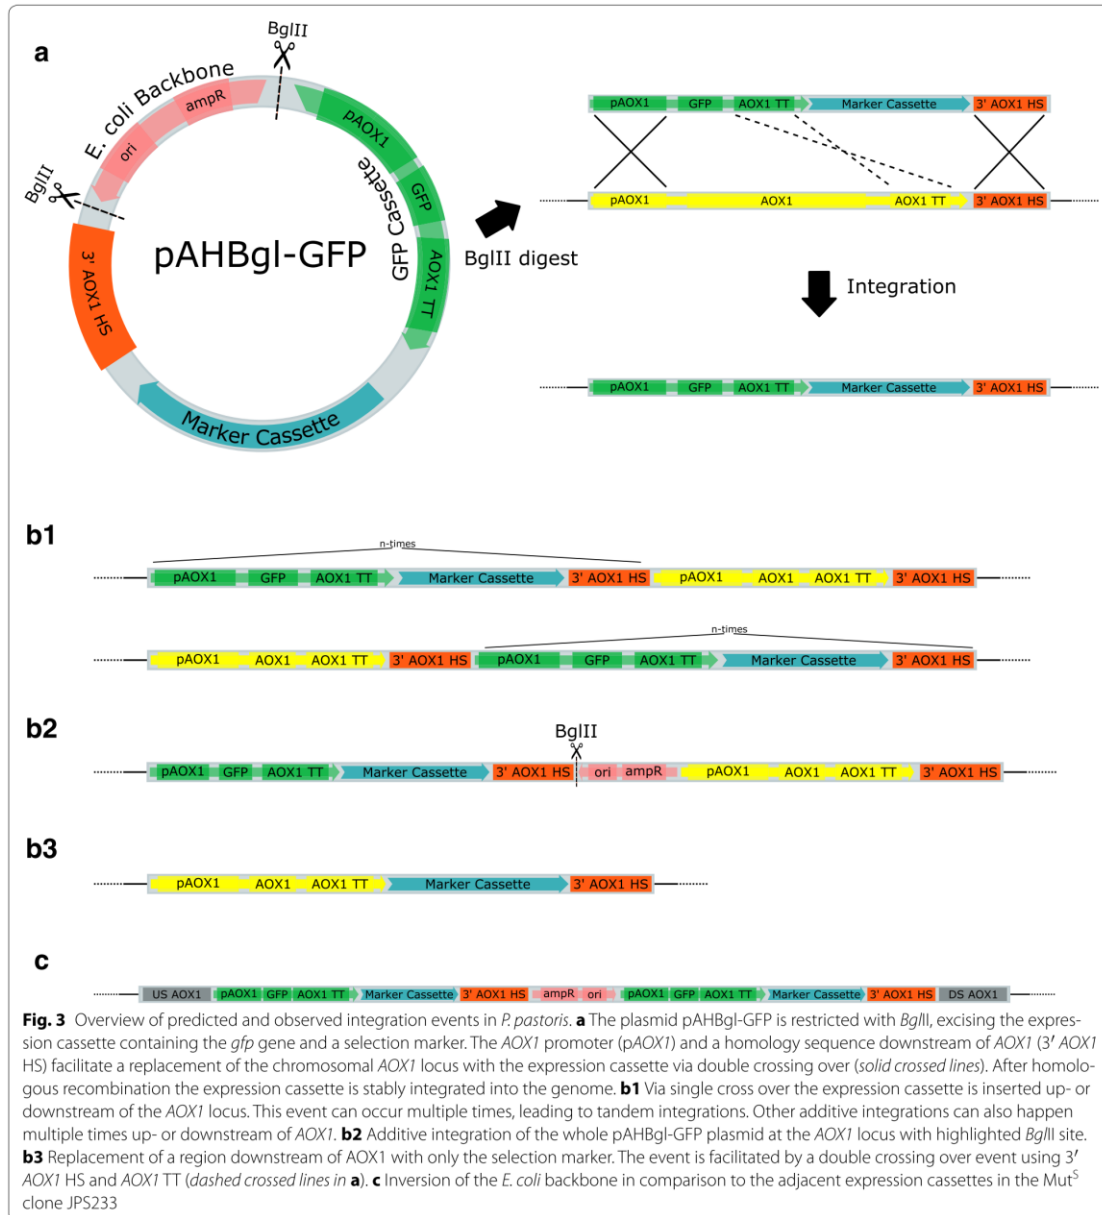 a
BglII
E. coli Backbone
ampR
ori
BglII
pAOX1
GFP
AOX1 TT
GFP Cassette
3' AOX1 HS
Marker Cassette
pAHBgl-GFP
BglII digest
pAOX1 GFP AOX1 TT Marker Cassette 3' AOX1 HS
pAOX1 AOX1 AOX1 TT 3' AOX1 HS
Integration
pAOX1 GFP AOX1 TT Marker Cassette 3' AOX1 HS
b1
n-times
pAOX1 GFP AOX1 TT Marker Cassette 3' AOX1 HS pAOX1 AOX1 AOX1 TT 3' AOX1 HS
n-times
pAOX1 AOX1 AOX1 TT 3' AOX1 HS pAOX1 GFP AOX1 TT Marker Cassette 3' AOX1 HS
b2
BglII
pAOX1 GFP AOX1 TT Marker Cassette 3' AOX1 HS ori ampR pAOX1 AOX1 AOX1 TT 3' AOX1 HS
b3
pAOX1 AOX1 AOX1 TT Marker Cassette 3' AOX1 HS
c
US AOX1 pAOX1 GFP AOX1 TT Marker Cassette 3' AOX1 HS ampR ori pAOX1 GFP AOX1 TT Marker Cassette 3' AOX1 HS DS AOX1
Fig. 3 Overview of predicted and observed integration events in P. pastoris. a The plasmid pAHBgl-GFP is restricted with BglII, excising the expres-
sion cassette containing the gfp gene and a selection marker. The AOX1 promoter (pAOX1) and a homology sequence downstream of AOX1 (3′ AOX1
HS) facilitate a replacement of the chromosomal AOX1 locus with the expression cassette via double crossing over (solid crossed lines). After homolo-
gous recombination the expression cassette is stably integrated into the genome. b1 Via single cross over the expression cassette is inserted up- or
downstream of the AOX1 locus. This event can occur multiple times, leading to tandem integrations. Other additive integrations can also happen
multiple times up- or downstream of AOX1. b2 Additive integration of the whole pAHBgl-GFP plasmid at the AOX1 locus with highlighted BglII site.
b3 Replacement of a region downstream of AOX1 with only the selection marker. The event is facilitated by a double crossing over event using 3′
AOX1 HS and AOX1 TT (dashed crossed lines in a). c Inversion of the E. coli backbone in comparison to the adjacent expression cassettes in the Mut^S
clone JPS233